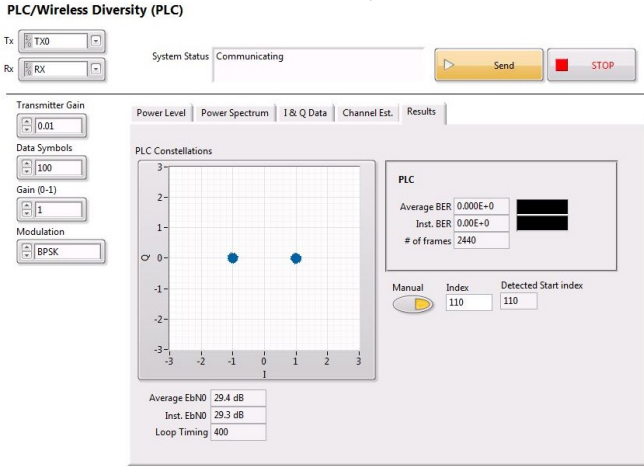 PLC/Wireless Diversity (PLC)
Tx TX0
Rx RX
System Status Communicating
Send
STOP
Transmitter Gain
0.01
Data Symbols
100
Gain (0-1)
1
Modulation
BPSK
Power Level Power Spectrum I & Q Data Channel Est. Results
PLC Constellations
3-
2-
1-
Q 0-
-1-
-2-
-3-
-3 -2 -1 0 1 2 3
I
Average EbN0 29.4 dB
Inst. EbN0 29.3 dB
Loop Timing 400
PLC
Average BER 0.000E+0
Inst. BER 0.00E+0
# of frames 2440
Manual Index Detected Start index
110 110